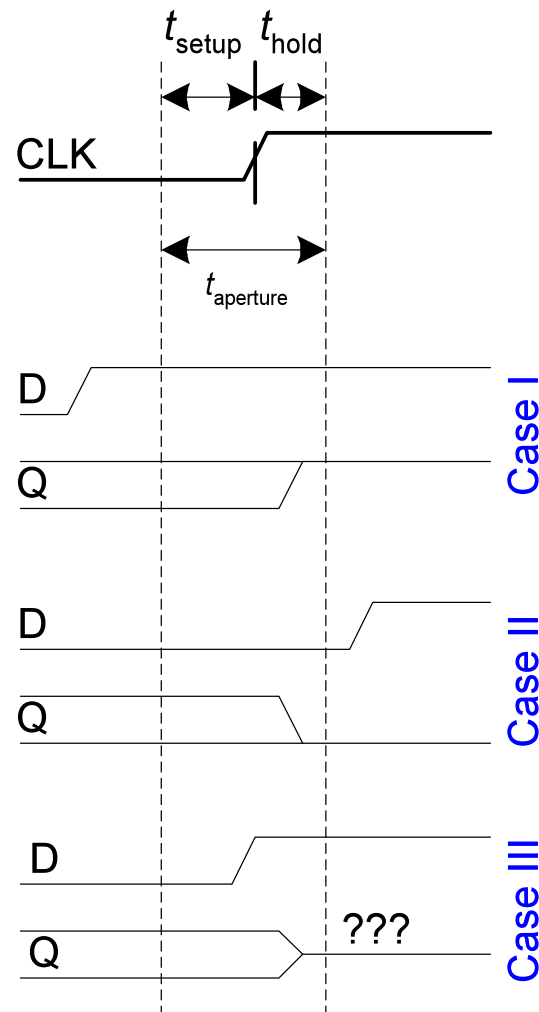 tsetup thold
CLK
taperture
D
Q
Case I
D
Q
Case II
D
Q
???
Case III